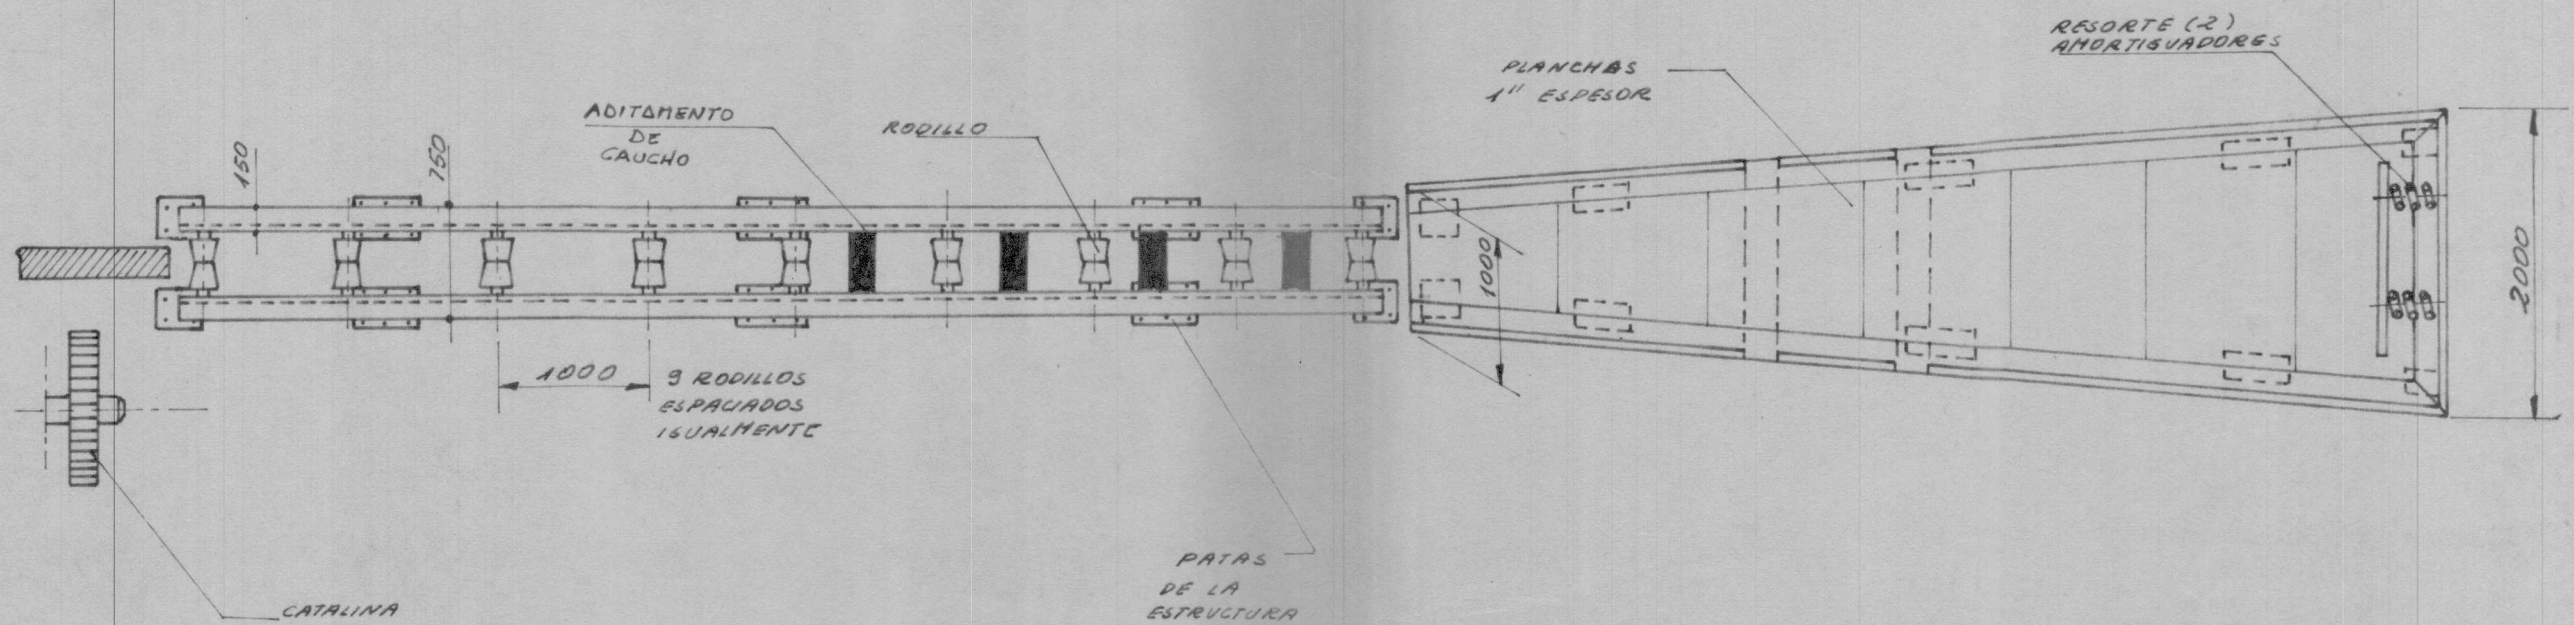 RESORTE (2)
AMORTIGUADORES
PLANCHAS
1" ESPESOR
ADITAMENTO
DE
CAUCHO
RODILLO
150
750
1000
2000
1000
9 RODILLOS
ESPACIADOS
IGUALMENTE
PATAS
DE LA
ESTRUCTURA
CATALINA